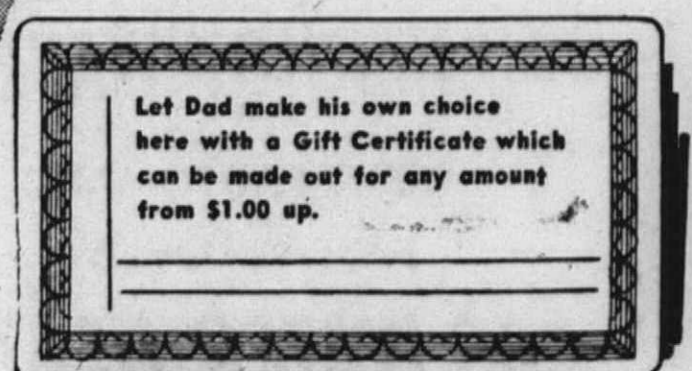 Let Dad make his own choice
here with a Gift Certificate which
can be made out for any amount
from $1.00 up.